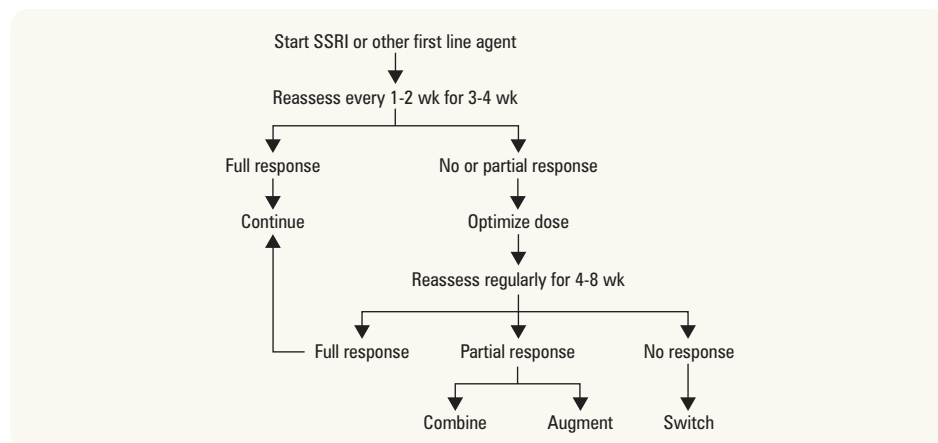 Start SSRI or other first line agent
Reassess every 1-2 wk for 3-4 wk
Full response
No or partial response
Continue
Optimize dose
Reassess regularly for 4-8 wk
Full response
Partial response
No response
Combine
Augment
Switch